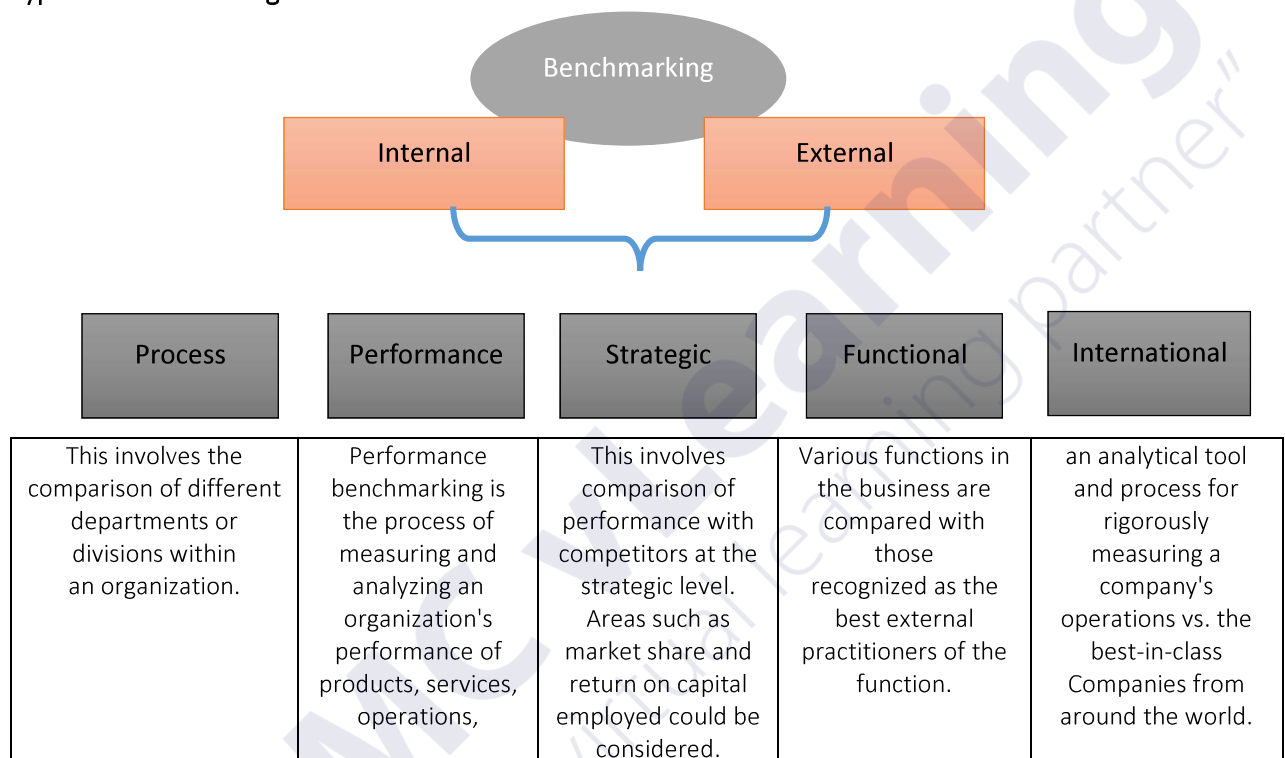 Benchmarking
Internal
External
Process
Performance
Strategic
Functional
International
This involves the
comparison of different
departments or
divisions within
an organization.
Performance
benchmarking is
the process of
measuring and
analyzing an
organization's
performance of
products, services,
operations,
This involves
comparison of
performance with
competitors at the
strategic level.
Areas such as
market share and
return on capital
employed could be
considered.
Various functions in
the business are
compared with
those
recognized as the
best external
practitioners of the
function.
an analytical tool
and process for
rigorously
measuring a
company's
operations vs. the
best-in-class
Companies from
around the world.
MC vLearning
virtual learning partner”